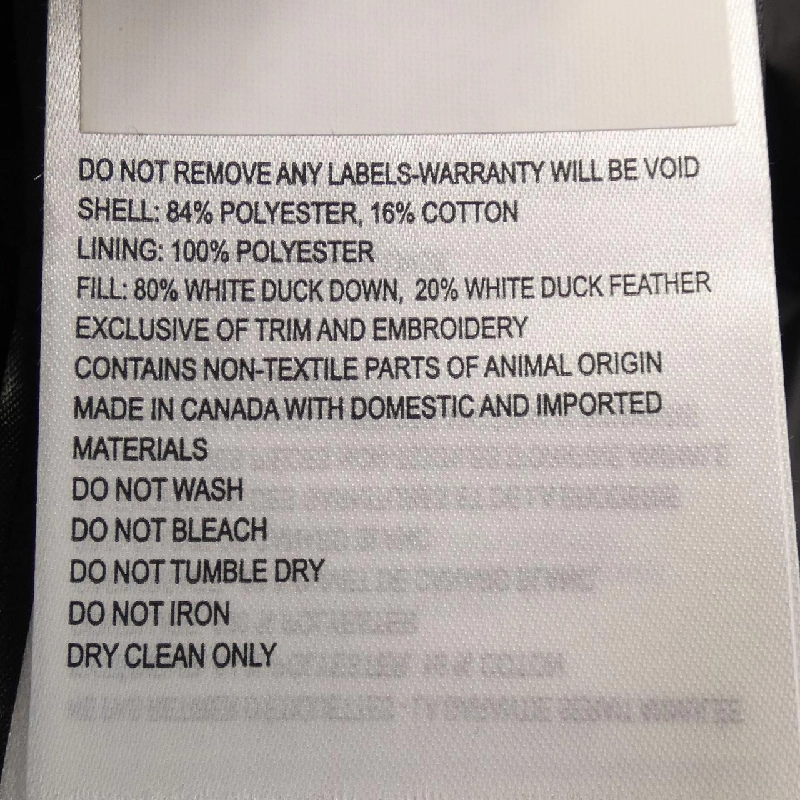 DO NOT REMOVE ANY LABELS-WARRANTY WILL BE VOID
SHELL: 84% POLYESTER, 16% COTTON
LINING: 100% POLYESTER
FILL: 80% WHITE DUCK DOWN, 20% WHITE DUCK FEATHER
EXCLUSIVE OF TRIM AND EMBROIDERY
CONTAINS NON-TEXTILE PARTS OF ANIMAL ORIGIN
MADE IN CANADA WITH DOMESTIC AND IMPORTED
MATERIALS
DO NOT WASH
DO NOT BLEACH
DO NOT TUMBLE DRY
DO NOT IRON
DRY CLEAN ONLY